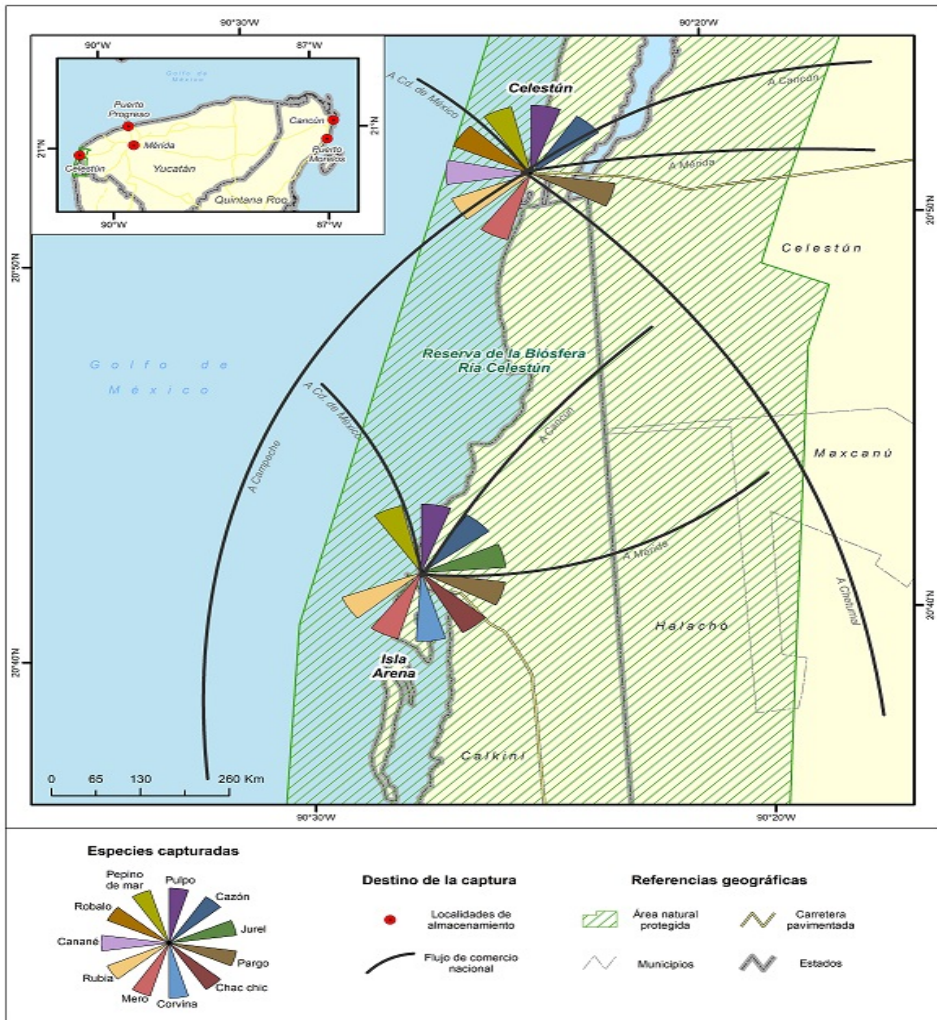 90°30'W
90°20'W
90°W
87°W
Golfo de
México
Puerto
Progreso
Cancún
21°N
21°N
Mérida
Puerto
Morelos
Celestún
Yucatán
Quintana Roo
90°W
87°W
A Cd. de México
Celestún
A Cancún
A Mérida
20°50'N
Celestún
20°50'N
Reserva de la Biósfera
Ría Celestún
Golfo de
México
A Cd. de México
A Cancún
A Campeche
Maxcanú
A Mérida
A Chetumal
20°40'N
Halachó
20°40'N
Isla
Arena
Calkiní
0 65 130 260 Km
90°30'W
90°20'W
Especies capturadas
Pepino
de mar
Pulpo
Cazón
Robalo
Jurel
Canané
Pargo
Rubia
Chac chic
Mero
Corvina
Destino de la captura
Localidades de
almacenamiento
Flujo de comercio
nacional
Referencias geográficas
Área natural
protegida
Carretera
pavimentada
Municipios
Estados